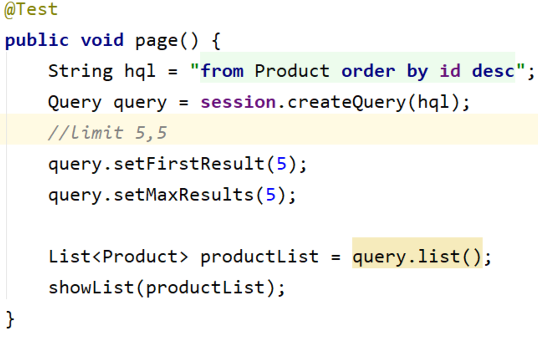 @Test
public void page() {
    String hql = "from Product order by id desc";
    Query query = session.createQuery(hql);
    //limit 5,5
    query.setFirstResult(5);
    query.setMaxResults(5);

    List<Product> productList = query.list();
    showList(productList);
}